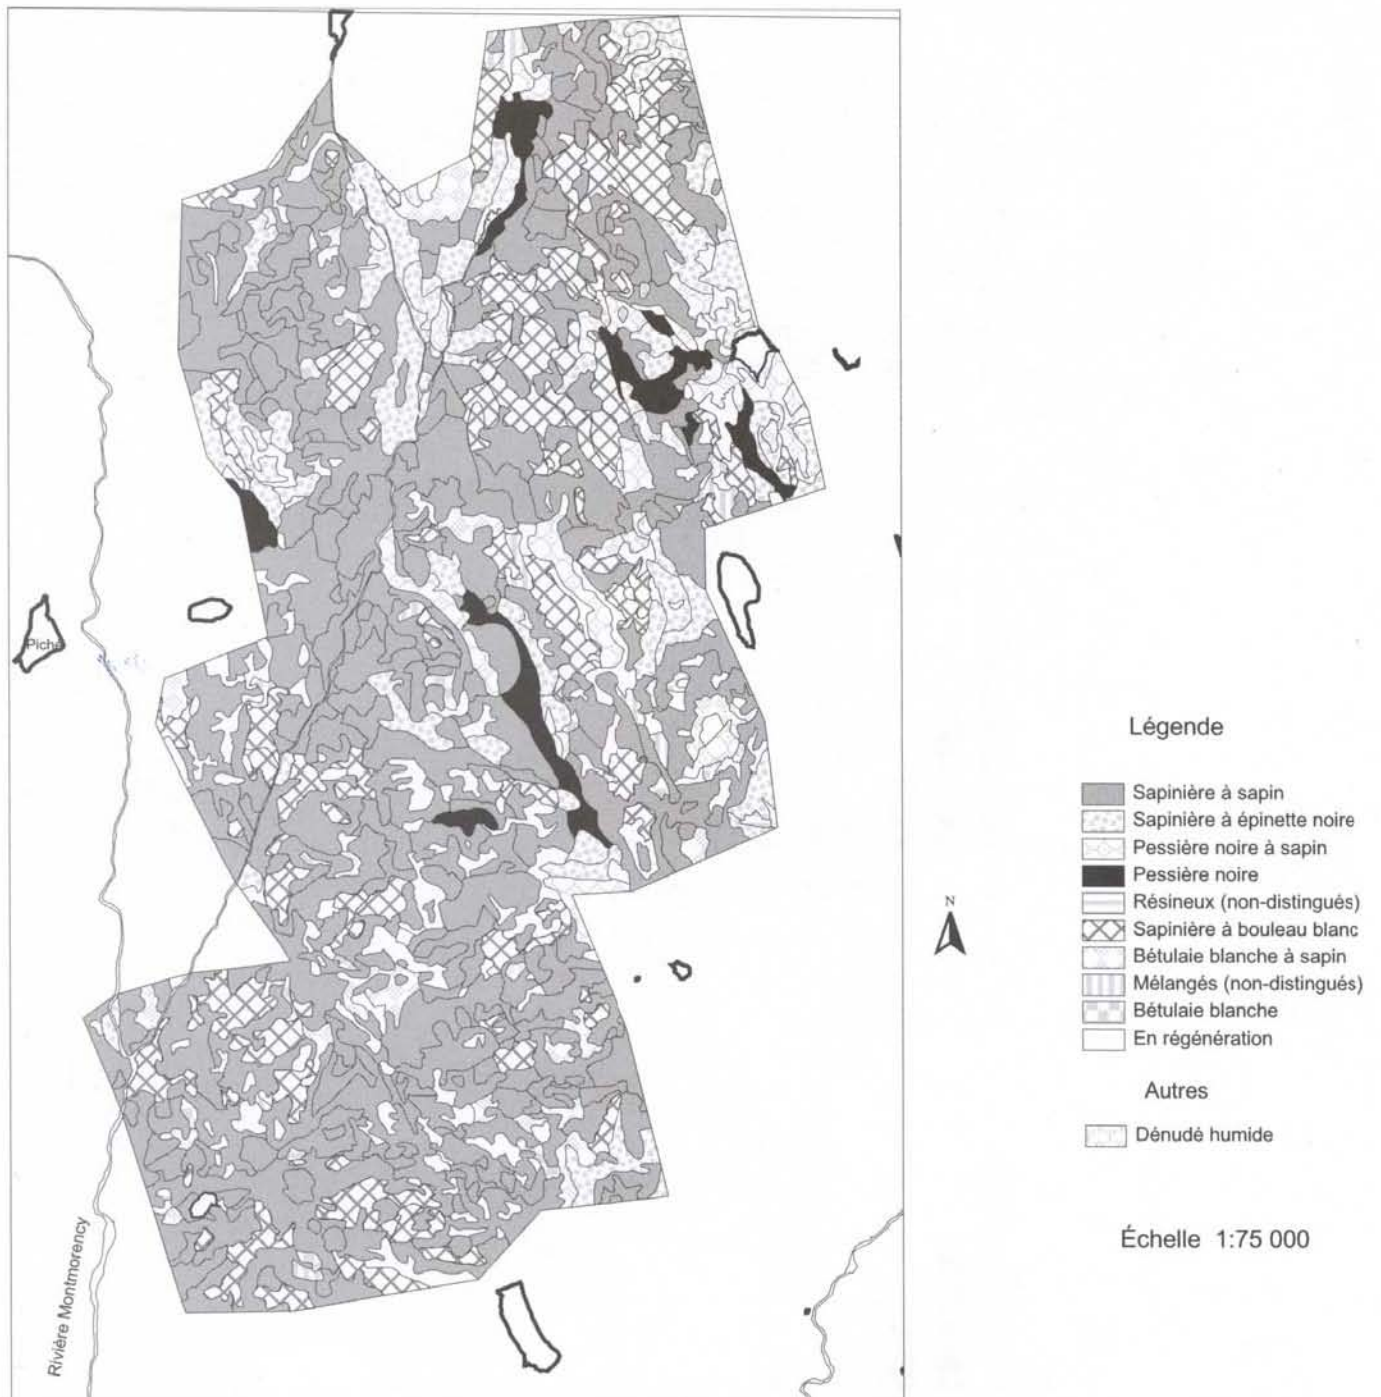 Piché
Rivière Montmorency
N
Légende
Sapinière à sapin
Sapinière à épinette noire
Pessière noire à sapin
Pessière noire
Résineux (non-distingués)
Sapinière à bouleau blanc
Bétulaie blanche à sapin
Mélangés (non-distingués)
Bétulaie blanche
En régénération
Autres
Dénudé humide
Échelle 1:75 000